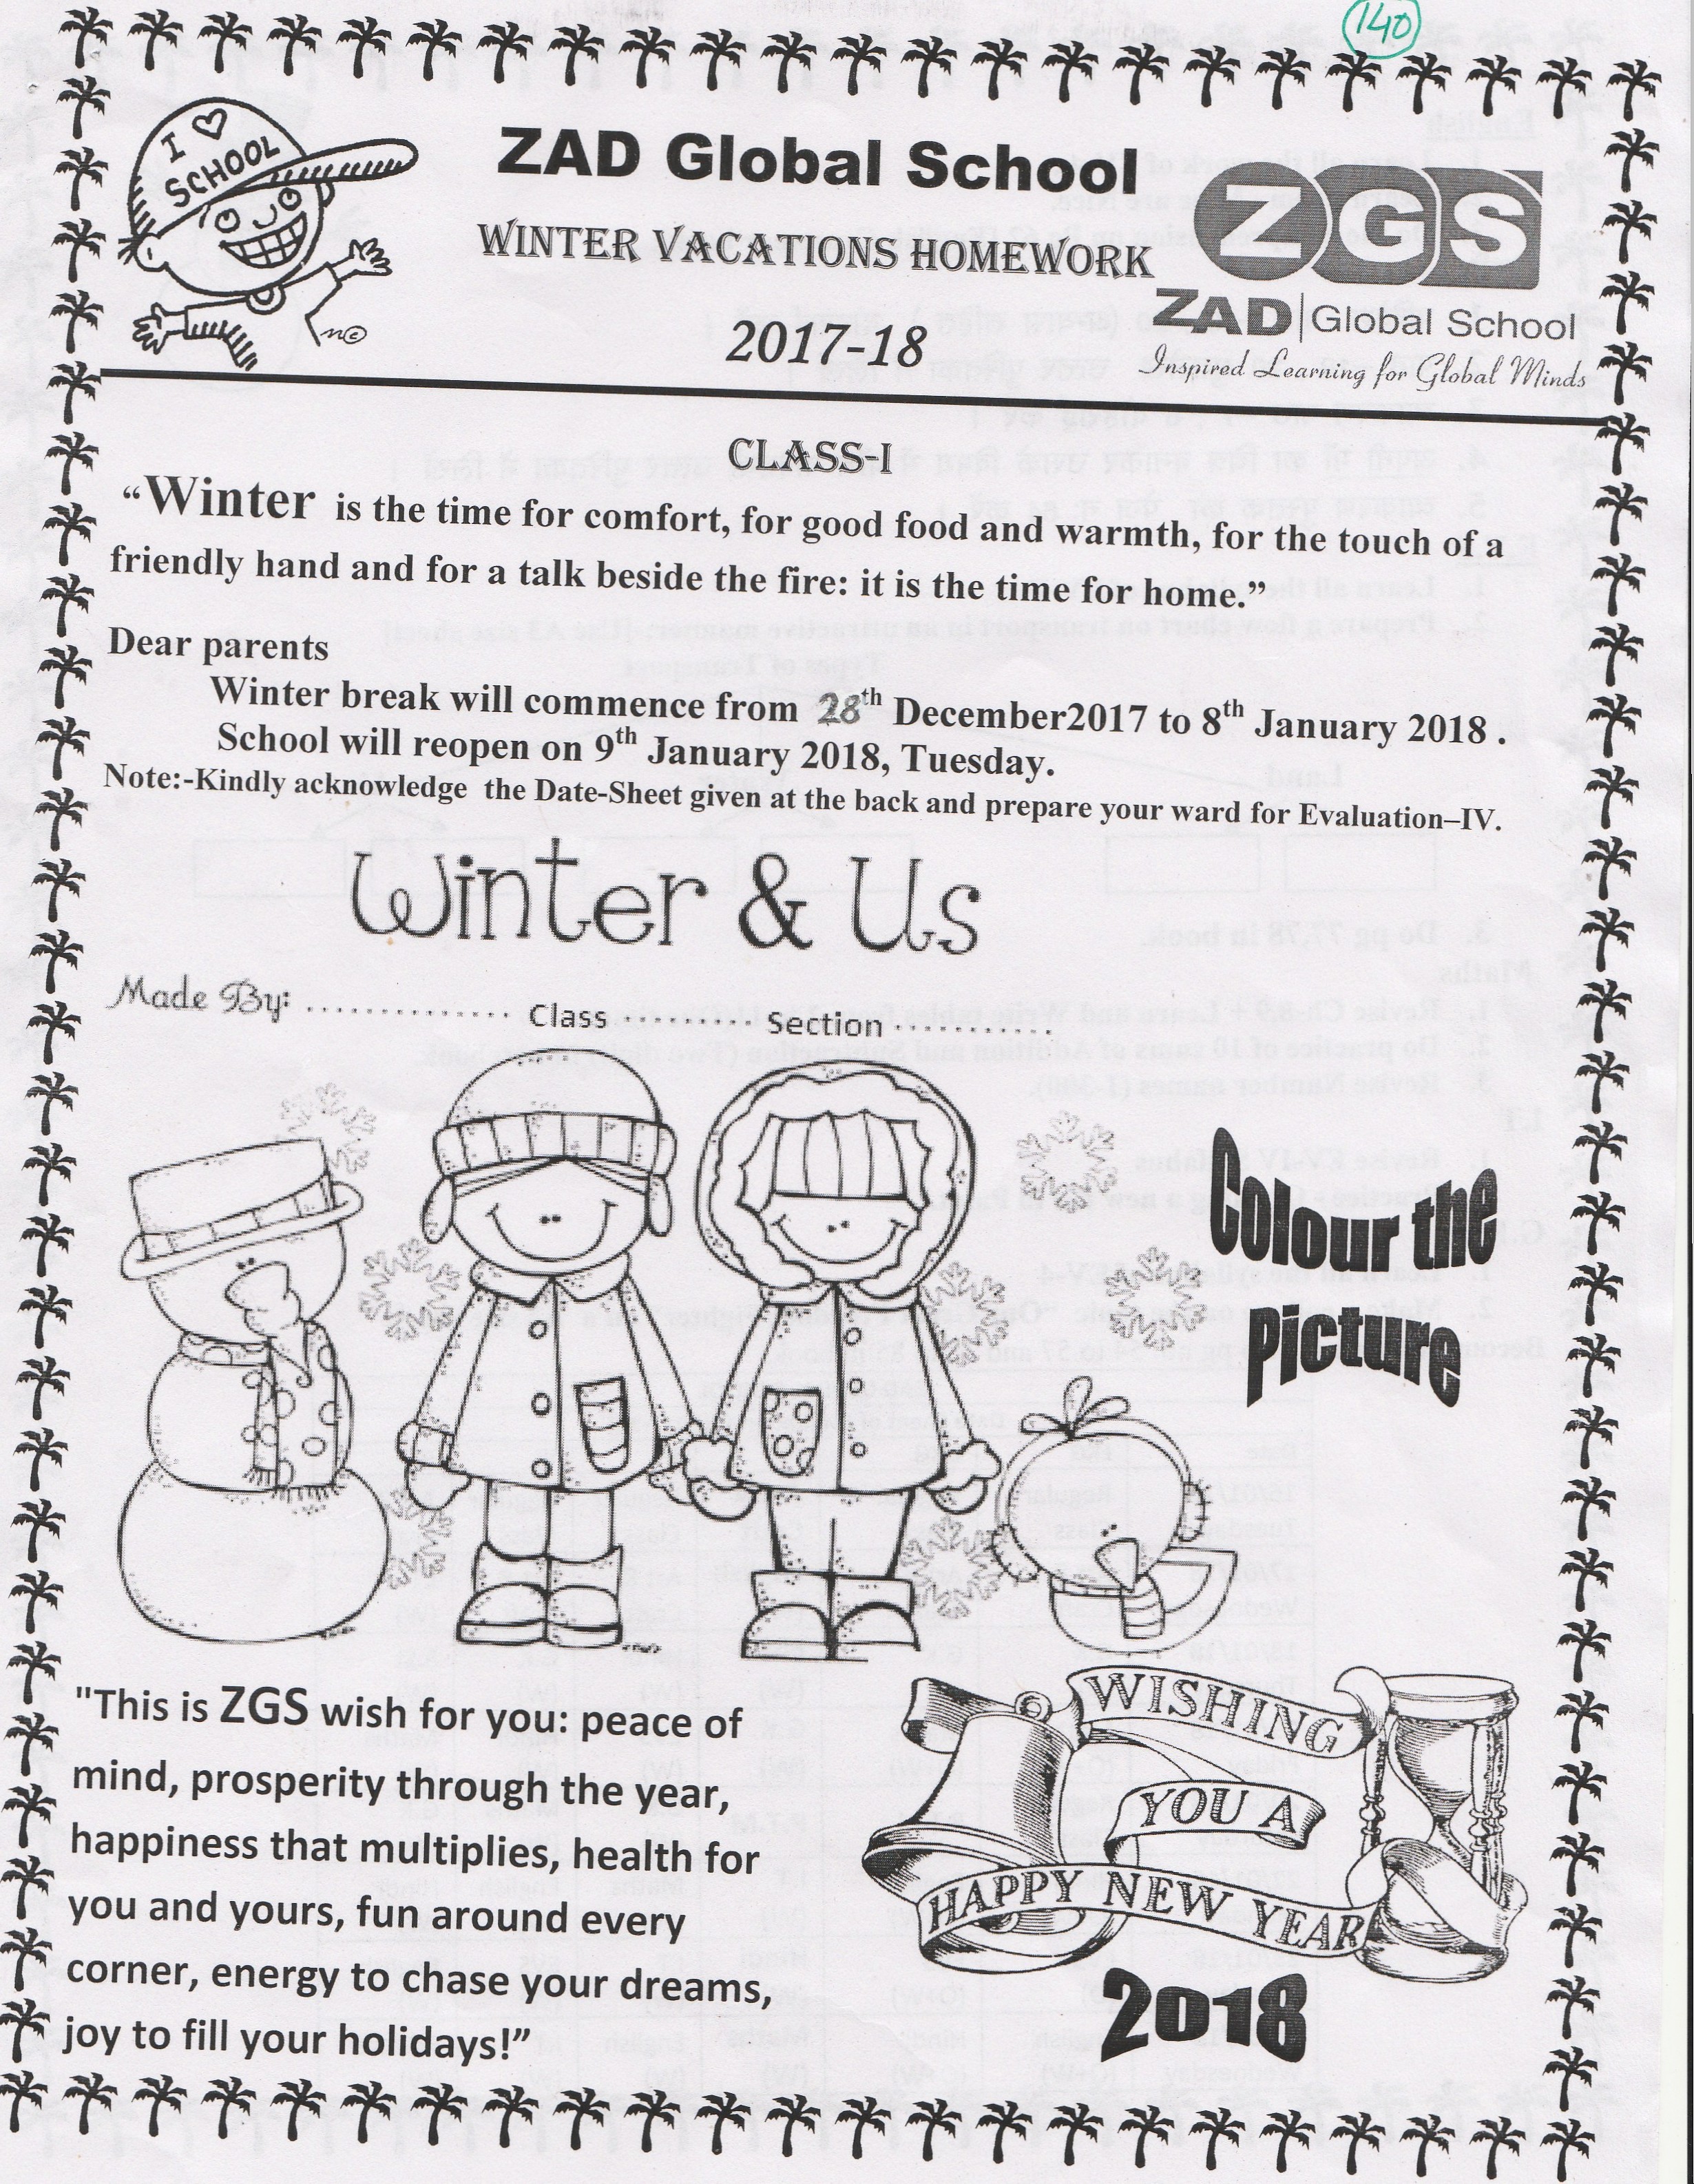 140
I ♡
SCHOOL
ZAD Global School
WINTER VACATIONS HOMEWORK
2017-18
ZGS
ZAD | Global School
Inspired Learning for Global Minds
CLASS-I
“Winter is the time for comfort, for good food and warmth, for the touch of a
friendly hand and for a talk beside the fire: it is the time for home.”
Dear parents
Winter break will commence from 28th December2017 to 8th January 2018 .
School will reopen on 9th January 2018, Tuesday.
Note:-Kindly acknowledge the Date-Sheet given at the back and prepare your ward for Evaluation–IV.
Winter & Us
Made By: .............. Class .......... Section ...........
Colour the
Picture
"This is ZGS wish for you: peace of
mind, prosperity through the year,
happiness that multiplies, health for
you and yours, fun around every
corner, energy to chase your dreams,
joy to fill your holidays!”
WISHING
YOU A
HAPPY NEW YEAR
2018